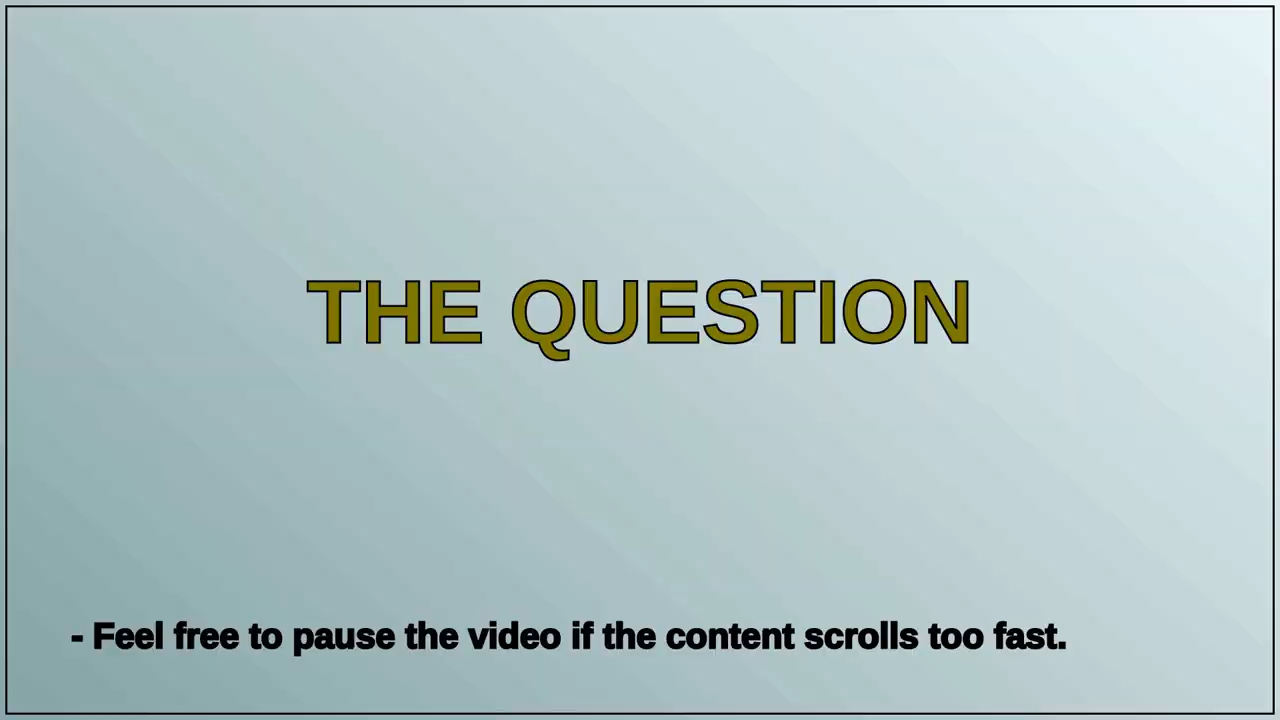 THE QUESTION
- Feel free to pause the video if the content scrolls too fast.